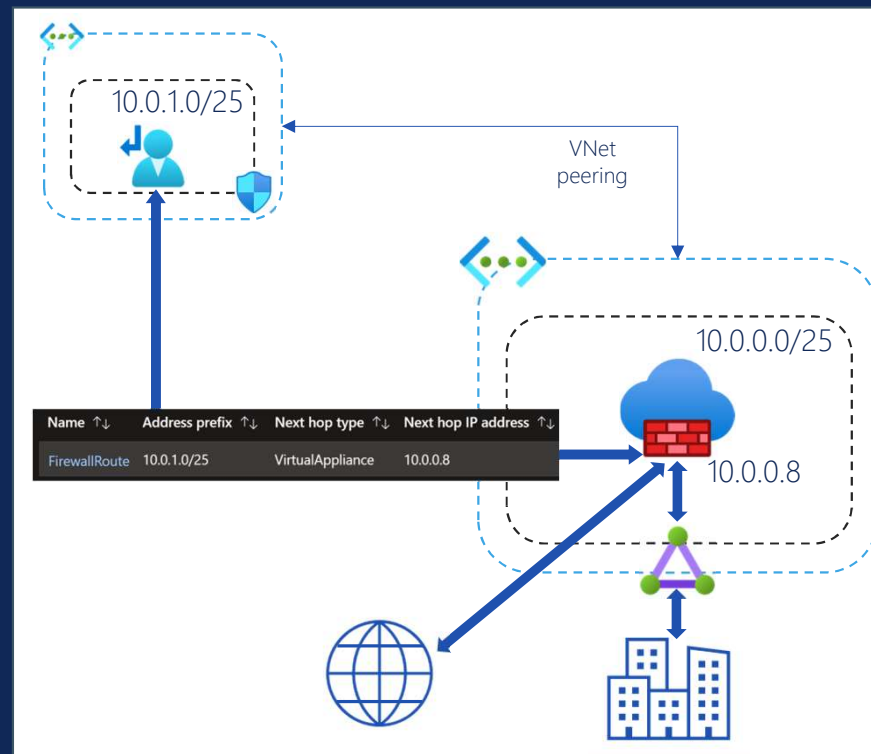 10.0.1.0/25
VNet
peering
10.0.0.0/25
Name ↑↓ Address prefix ↑↓ Next hop type ↑↓ Next hop IP address ↑↓
FirewallRoute 10.0.1.0/25 VirtualAppliance 10.0.0.8
10.0.0.8